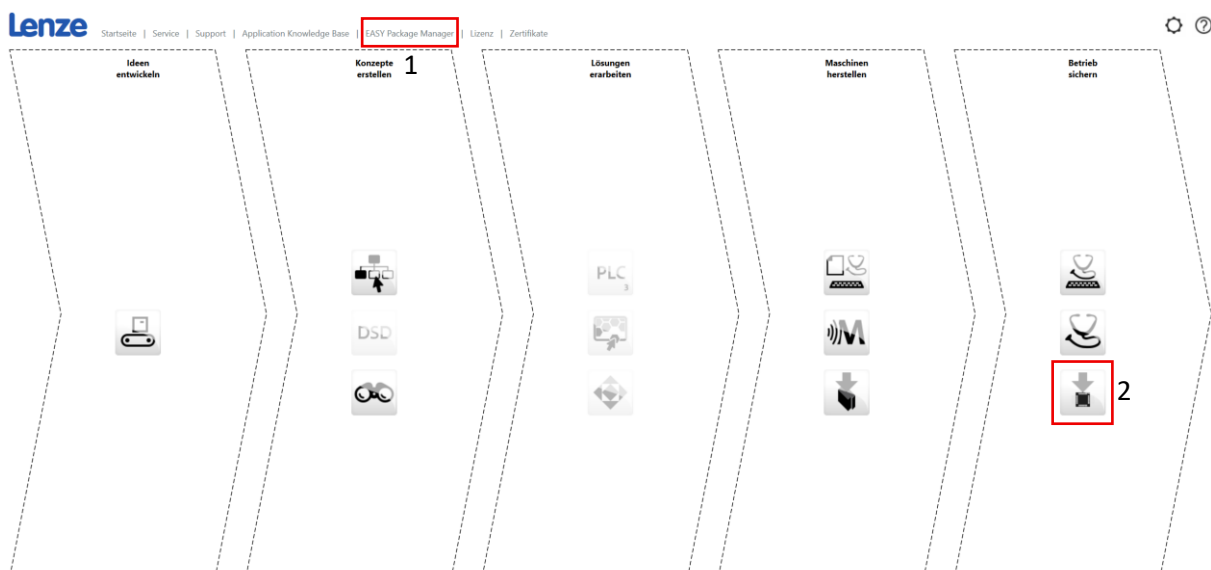 Lenze
Startseite | Service | Support | Application Knowledge Base | EASY Package Manager | Lizenz | Zertifikate
1
Ideen
entwickeln
Konzepte
erstellen
Lösungen
erarbeiten
Maschinen
herstellen
Betrieb
sichern
PLC
3
DSD
M
2